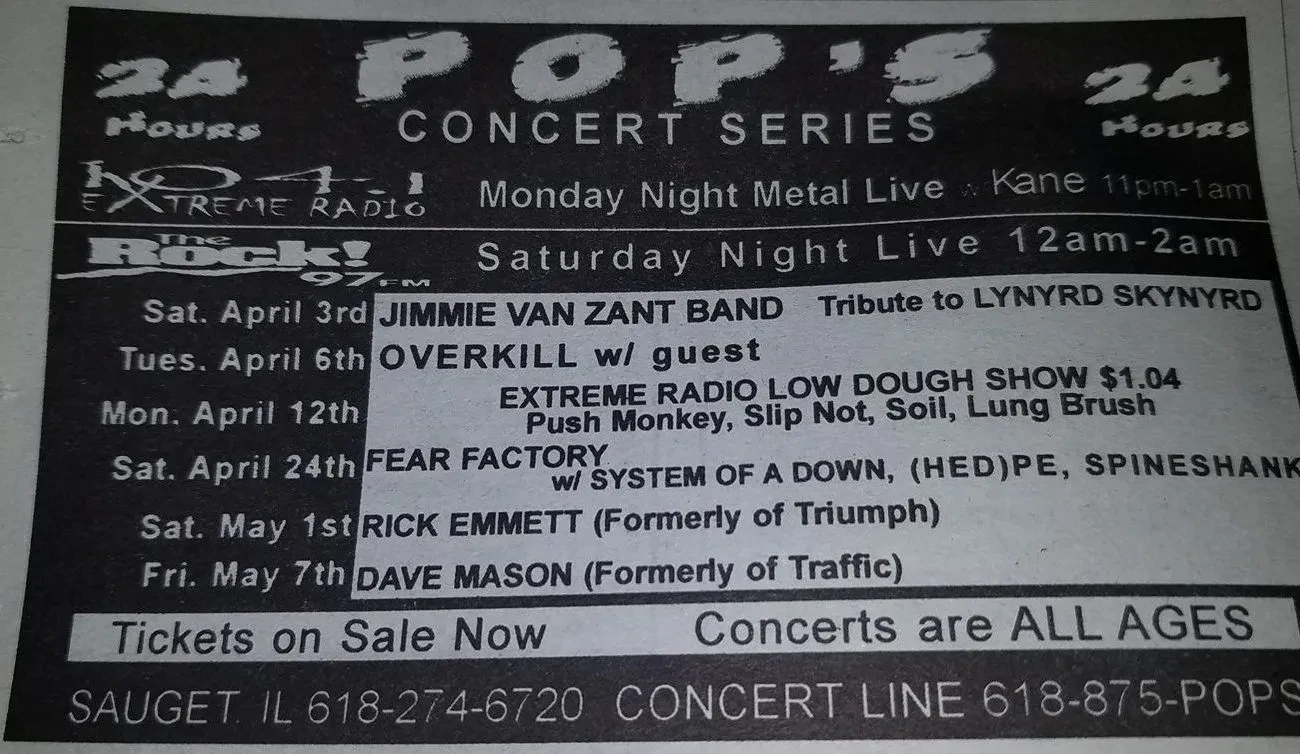 24 HOURS POP'S 24 HOURS
CONCERT SERIES
104.1 EXTREME RADIO Monday Night Metal Live w Kane 11pm-1am
The Rock! 97 FM Saturday Night Live 12am-2am
Sat. April 3rd JIMMIE VAN ZANT BAND Tribute to LYNYRD SKYNYRD
Tues. April 6th OVERKILL w/ guest
Mon. April 12th EXTREME RADIO LOW DOUGH SHOW $1.04
Push Monkey, Slip Not, Soil, Lung Brush
Sat. April 24th FEAR FACTORY
w/ SYSTEM OF A DOWN, (HED)PE, SPINESHANK
Sat. May 1st RICK EMMETT (Formerly of Triumph)
Fri. May 7th DAVE MASON (Formerly of Traffic)
Tickets on Sale Now Concerts are ALL AGES
SAUGET. IL 618-274-6720 CONCERT LINE 618-875-POPS